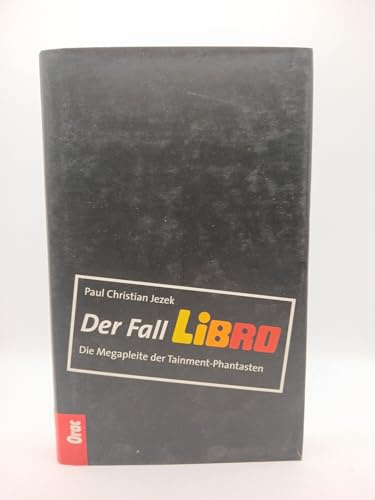 Paul Christian Jezek
Der Fall LiBRO
Die Megapleite der Tainment-Phantasten
Orac